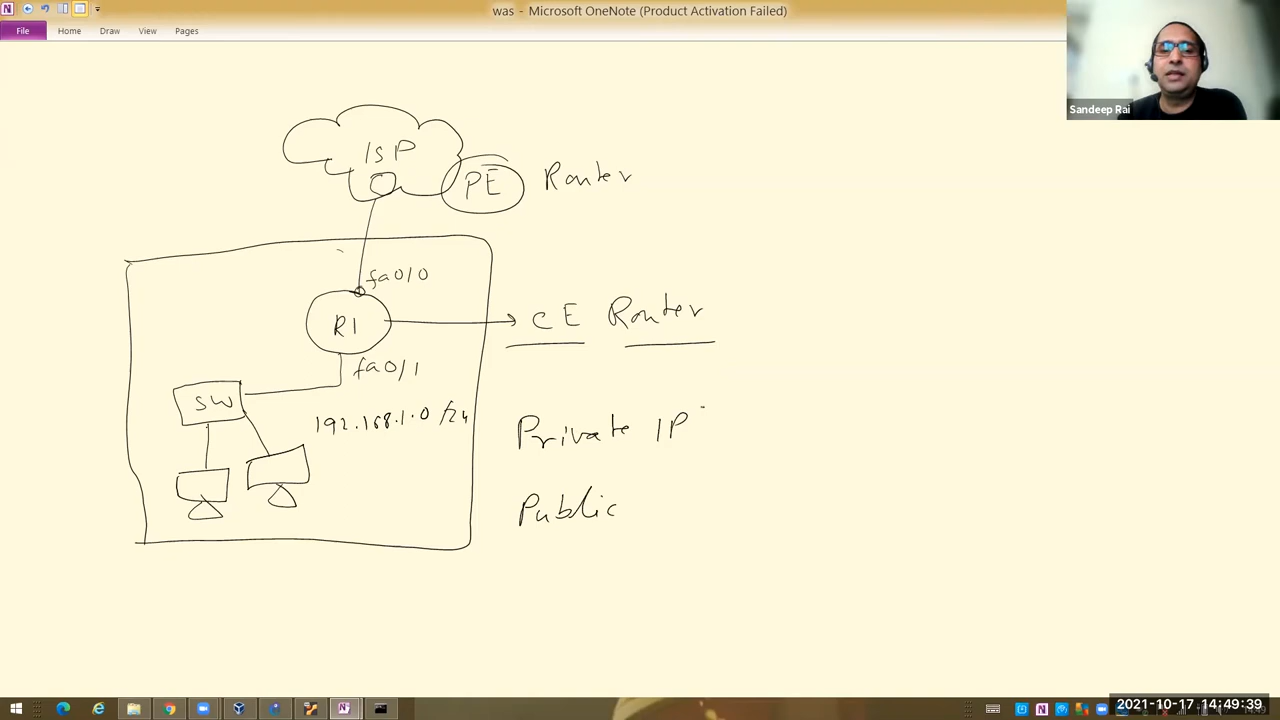 was - Microsoft OneNote (Product Activation Failed)
File Home Draw View Pages
Sandeep Rai
ISP
PE Router
fa0/0
R1
CE Router
fa0/1
SW
192.168.1.0 /24
Private IP
Public
2021-10-17 14:49:39